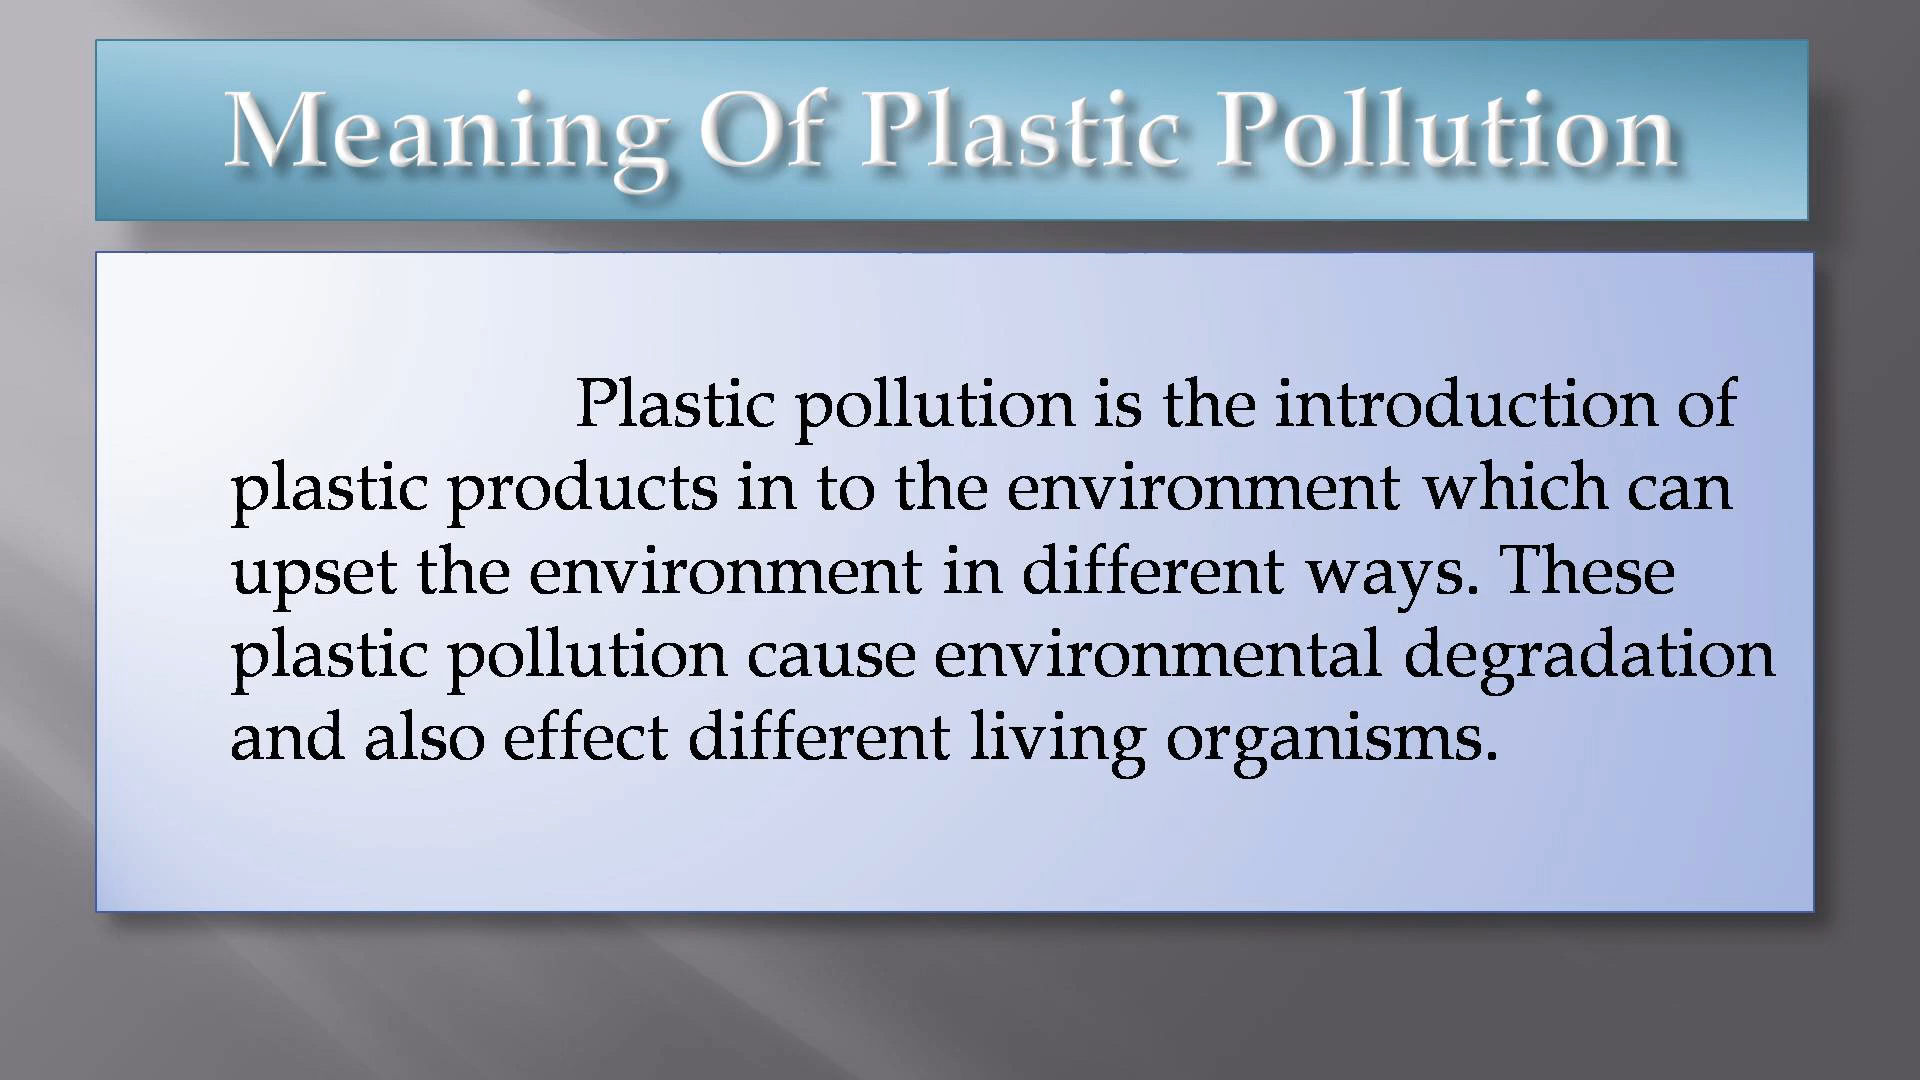 Meaning Of Plastic Pollution
Plastic pollution is the introduction of
plastic products in to the environment which can
upset the environment in different ways. These
plastic pollution cause environmental degradation
and also effect different living organisms.